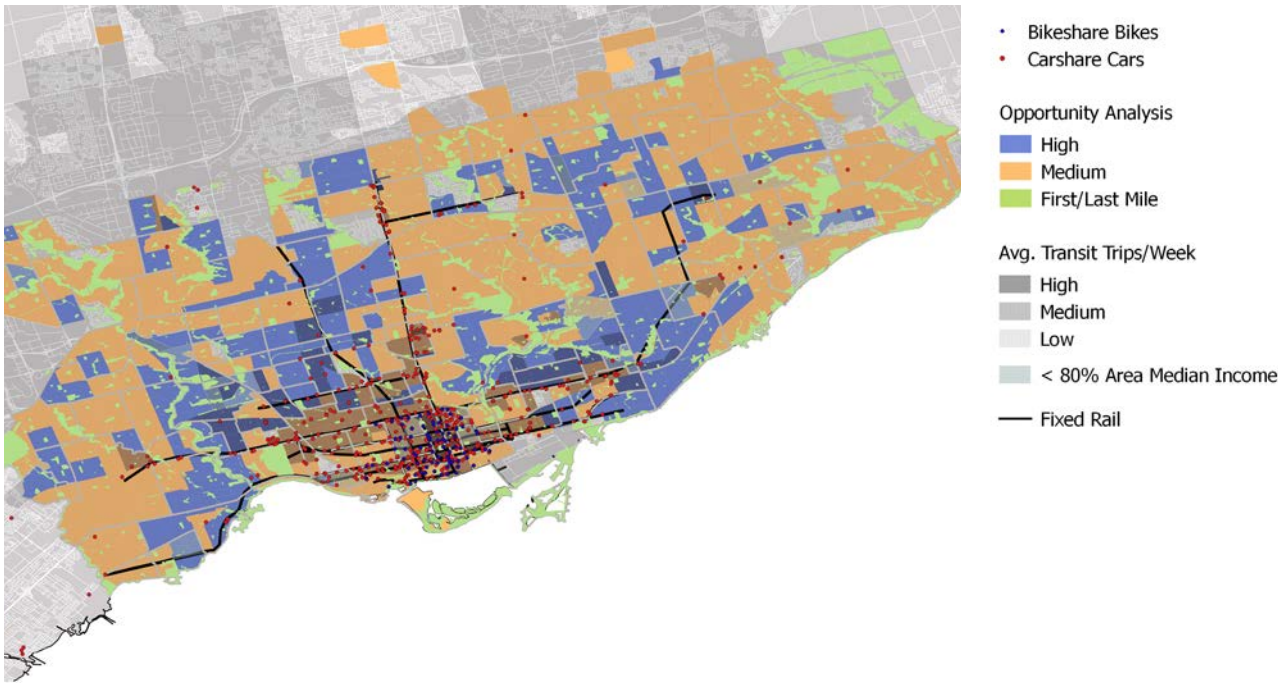 Bikeshare Bikes
Carshare Cars
Opportunity Analysis
High
Medium
First/Last Mile
Avg. Transit Trips/Week
High
Medium
Low
< 80% Area Median Income
Fixed Rail